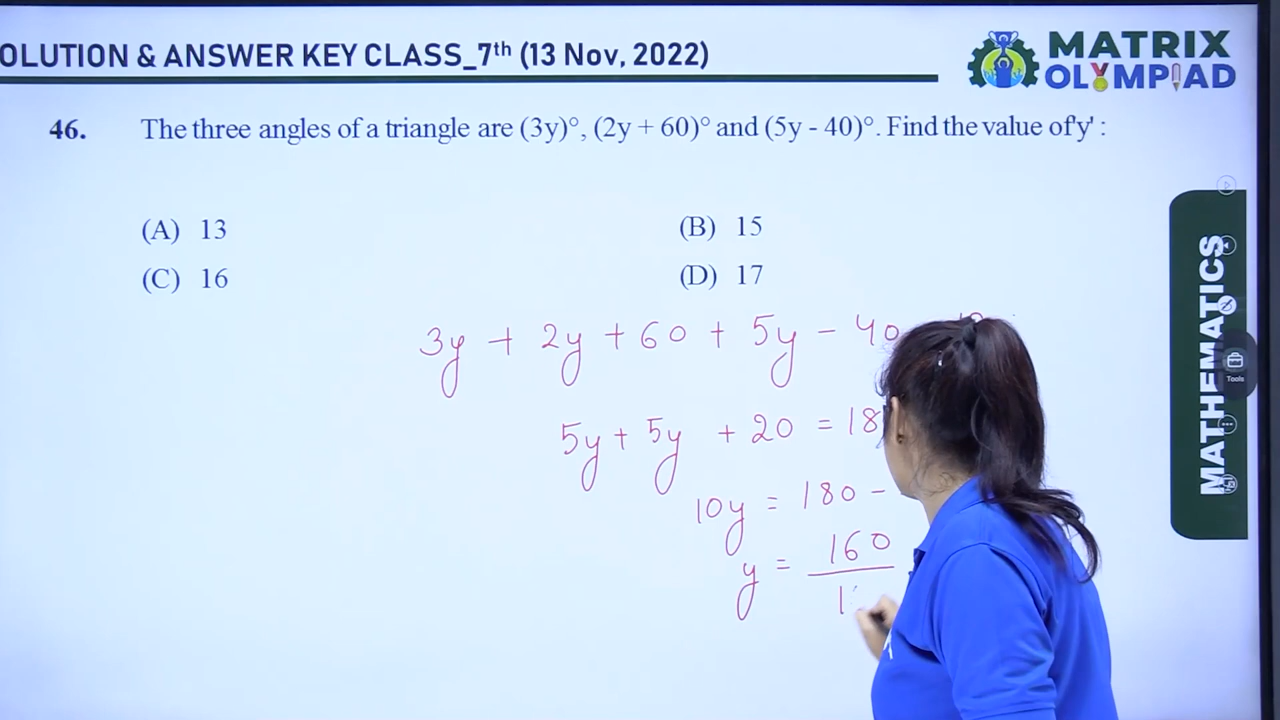 OLUTION & ANSWER KEY CLASS_7th (13 Nov, 2022)
MATRIX
OLYMPIAD
46. The three angles of a triangle are (3y)°, (2y + 60)° and (5y - 40)°. Find the value of'y' :
(A) 13
(B) 15
(C) 16
(D) 17
MATHEMATICS
Tools
3y + 2y + 60 + 5y - 40
5y + 5y + 20 = 18
10y = 180 -
y = 160